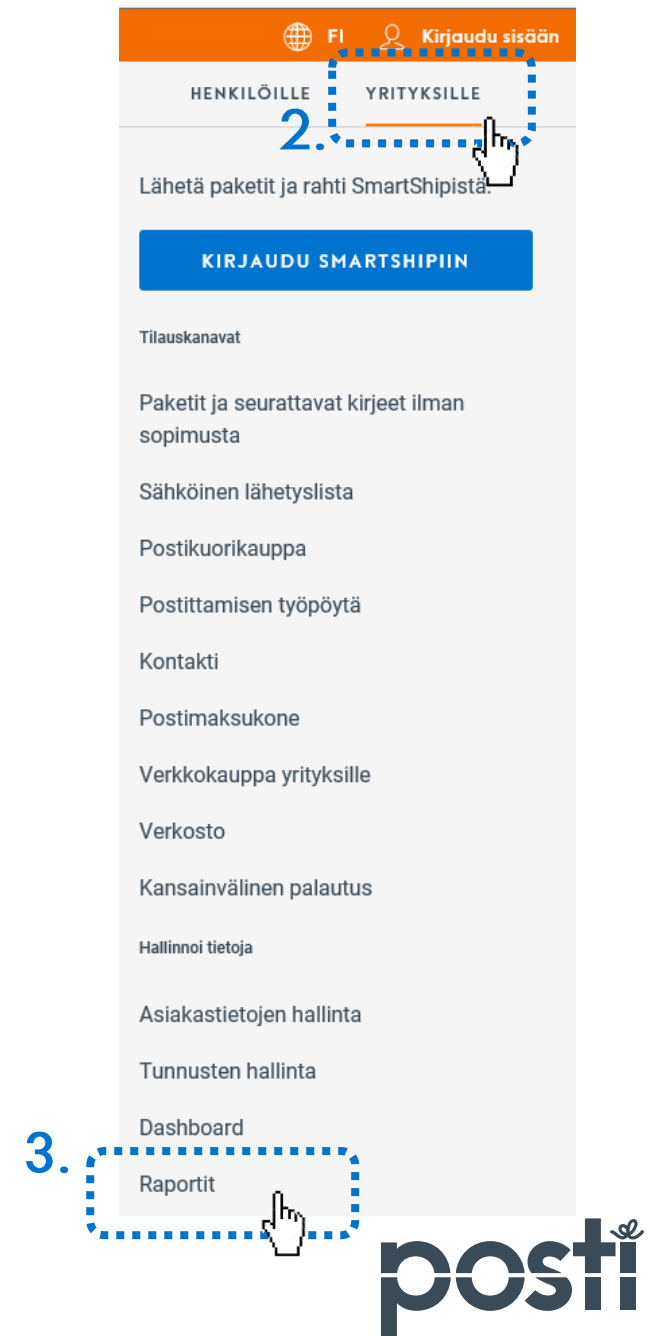 FI Kirjaudu sisään
HENKILÖILLE YRITYKSILLE
2.
Lähetä paketit ja rahti SmartShipistä.
KIRJAUDU SMARTSHIPIIN
Tilauskanavat
Paketit ja seurattavat kirjeet ilman
sopimusta
Sähköinen lähetyslista
Postikuorikauppa
Postittamisen työpöytä
Kontakti
Postimaksukone
Verkkokauppa yrityksille
Verkosto
Kansainvälinen palautus
Hallinnoi tietoja
Asiakastietojen hallinta
Tunnusten hallinta
Dashboard
3.
Raportit
posti